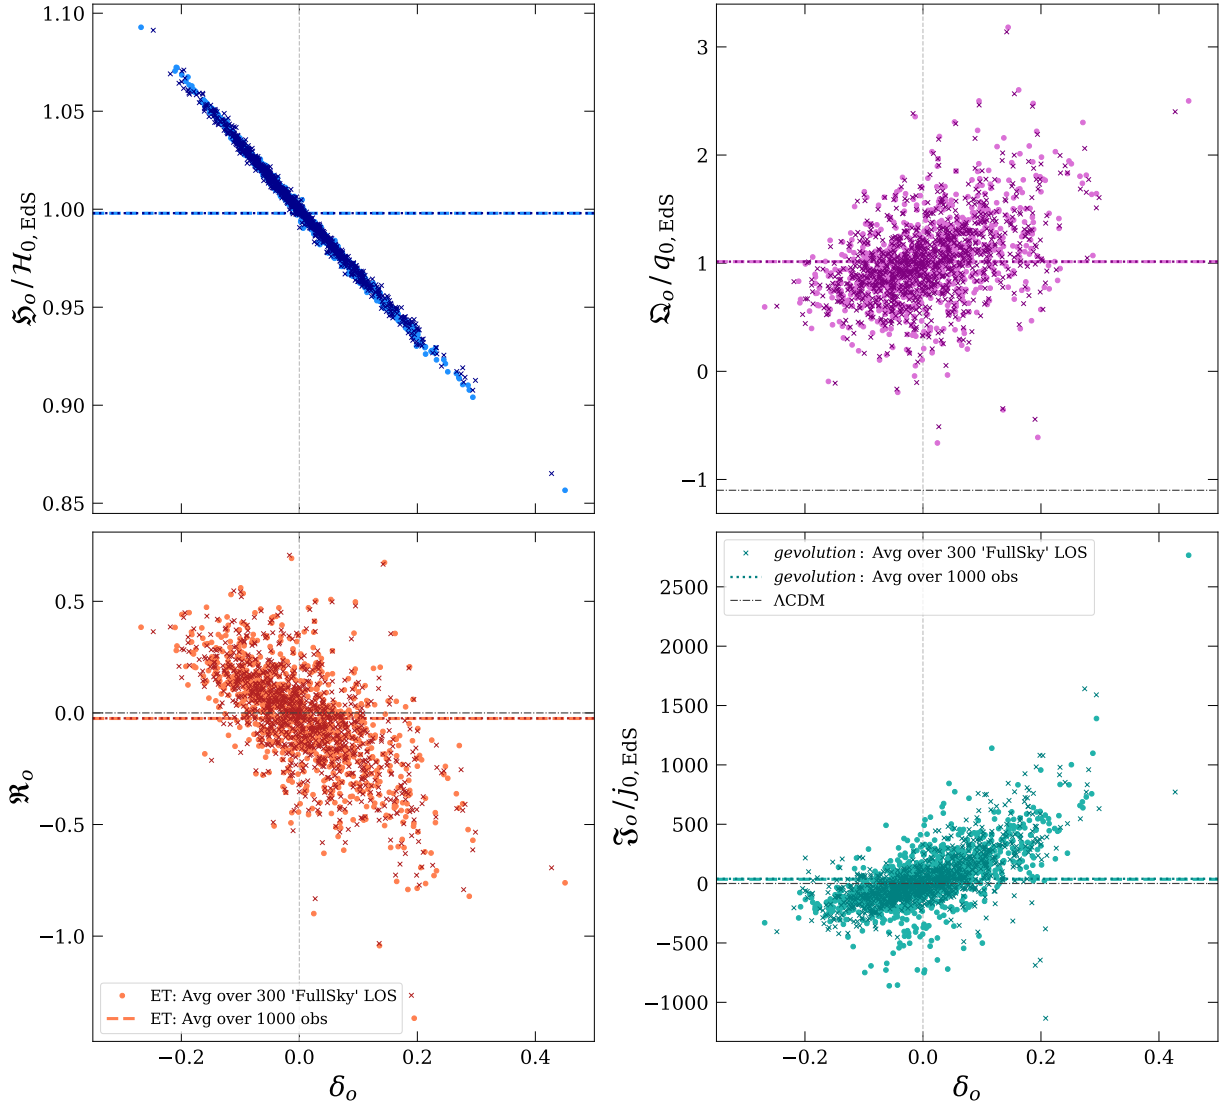 1.10
1.05
1.00
0.95
0.90
0.85
ℌₒ/ℋ₀,EdS
3
2
1
0
−1
𝔔ₒ/q₀,EdS
0.5
0.0
−0.5
−1.0
ℜₒ
ET: Avg over 300 'FullSky' LOS
ET: Avg over 1000 obs
−0.2 0.0 0.2 0.4
δₒ
gevolution: Avg over 300 'FullSky' LOS
gevolution: Avg over 1000 obs
ΛCDM
2500
2000
1500
1000
500
0
−500
−1000
𝔍ₒ/j₀,EdS
−0.2 0.0 0.2 0.4
δₒ